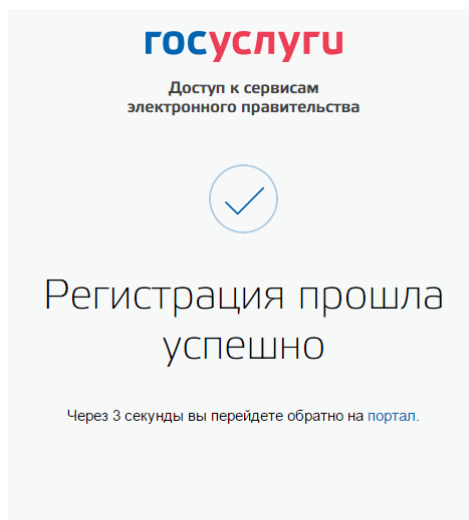 госуслуги
Доступ к сервисам
электронного правительства
Регистрация прошла
успешно
Через 3 секунды вы перейдете обратно на портал.